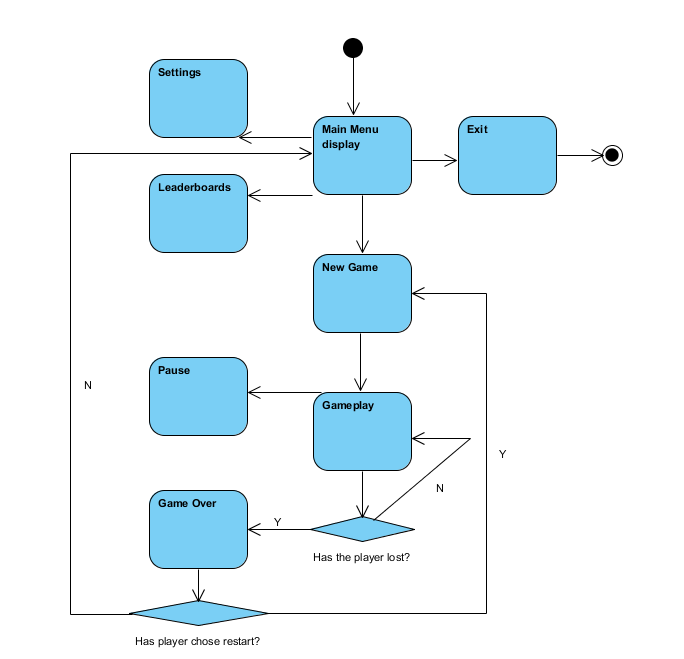 Settings
Main Menu
display
Exit
Leaderboards
New Game
Pause
N
Gameplay
Y
N
Game Over
Y
Has the player lost?
Has player chose restart?